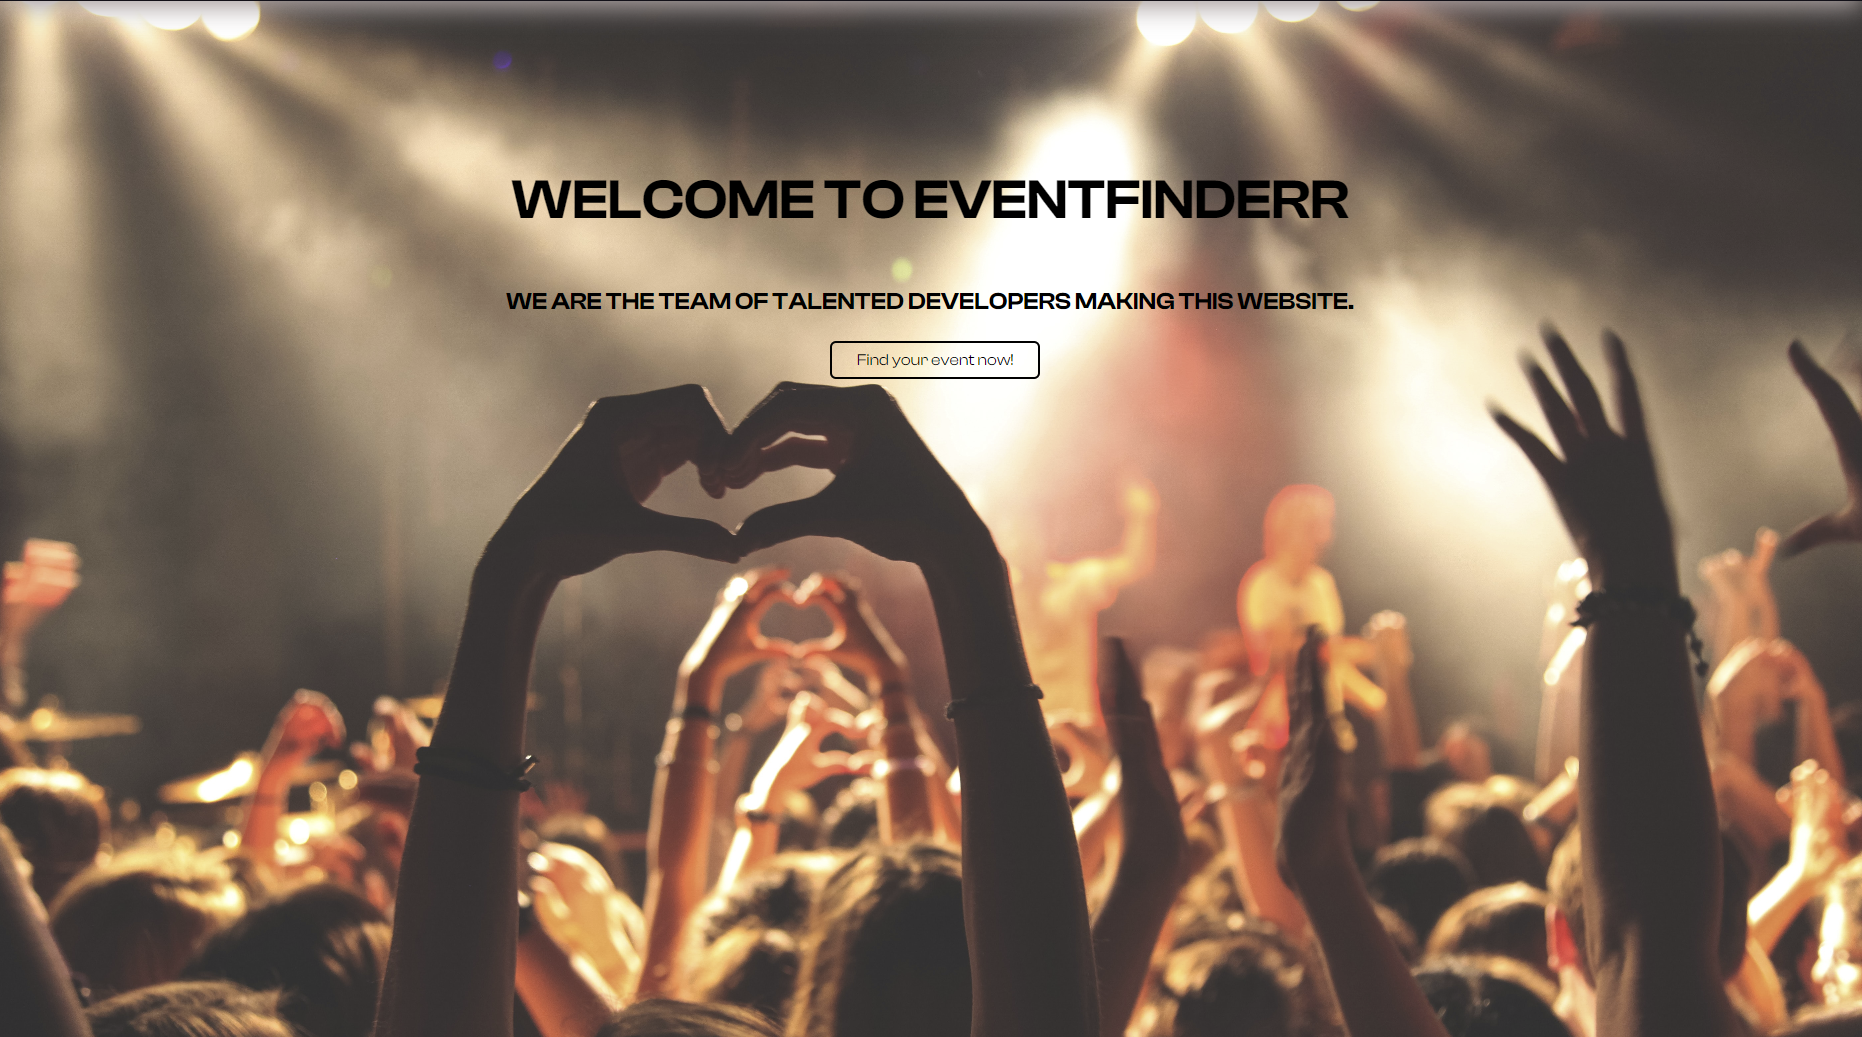 WELCOME TO EVENTFINDERR
WE ARE THE TEAM OF TALENTED DEVELOPERS MAKING THIS WEBSITE.
Find your event now!